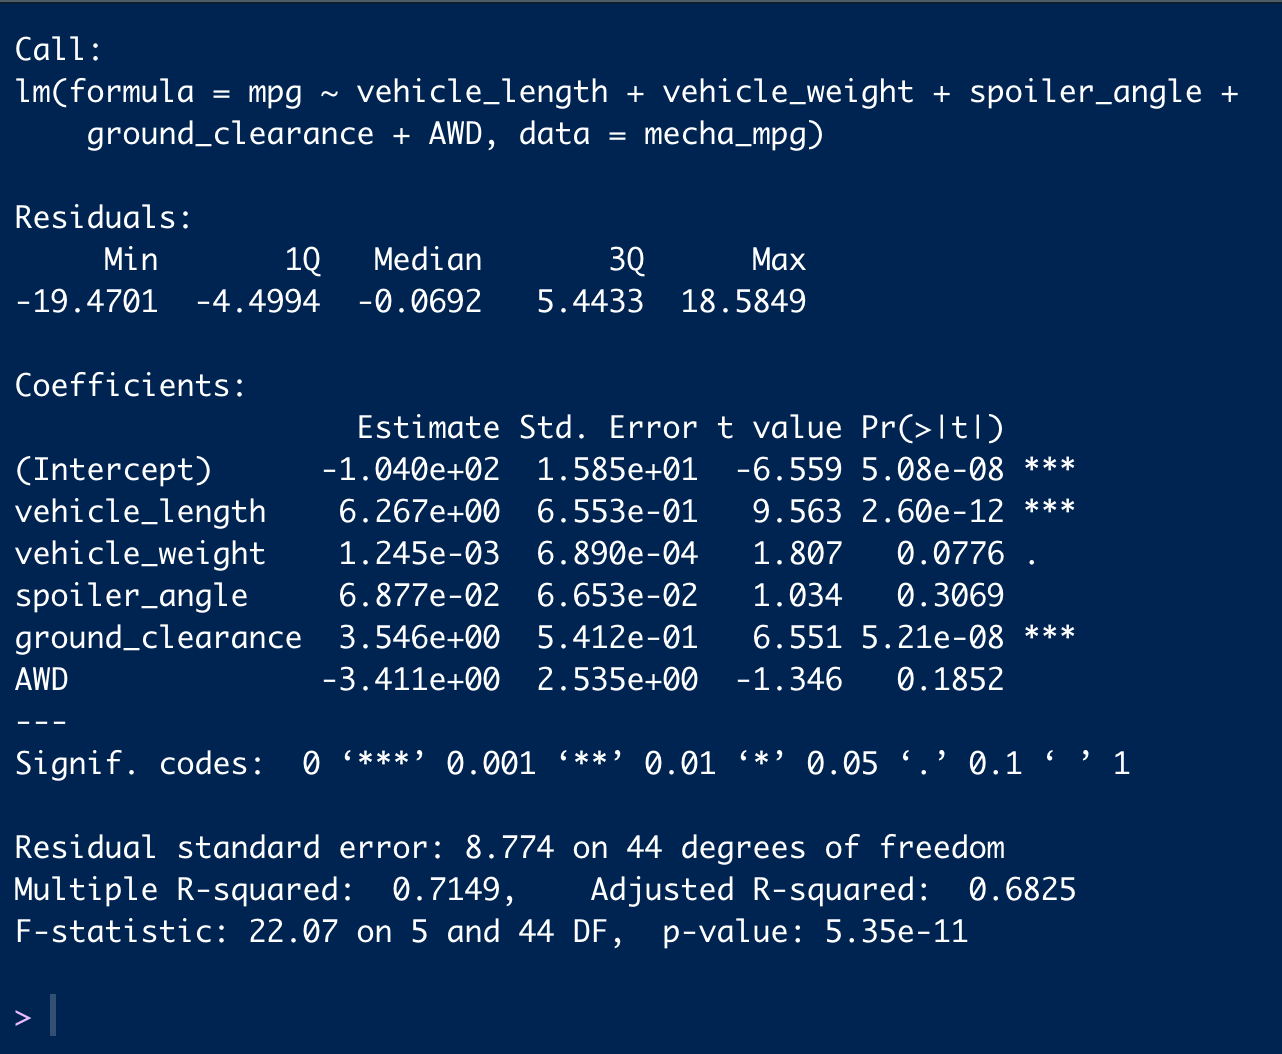 Call:
lm(formula = mpg ~ vehicle_length + vehicle_weight + spoiler_angle +
    ground_clearance + AWD, data = mecha_mpg)

Residuals:
     Min       1Q   Median       3Q      Max
-19.4701  -4.4994  -0.0692   5.4433  18.5849

Coefficients:
                   Estimate Std. Error t value Pr(>|t|)
(Intercept)      -1.040e+02  1.585e+01  -6.559 5.08e-08 ***
vehicle_length    6.267e+00  6.553e-01   9.563 2.60e-12 ***
vehicle_weight    1.245e-03  6.890e-04   1.807   0.0776 .
spoiler_angle     6.877e-02  6.653e-02   1.034   0.3069
ground_clearance  3.546e+00  5.412e-01   6.551 5.21e-08 ***
AWD              -3.411e+00  2.535e+00  -1.346   0.1852
---
Signif. codes:  0 ‘***’ 0.001 ‘**’ 0.01 ‘*’ 0.05 ‘.’ 0.1 ‘ ’ 1

Residual standard error: 8.774 on 44 degrees of freedom
Multiple R-squared:  0.7149,    Adjusted R-squared:  0.6825
F-statistic: 22.07 on 5 and 44 DF,  p-value: 5.35e-11

>